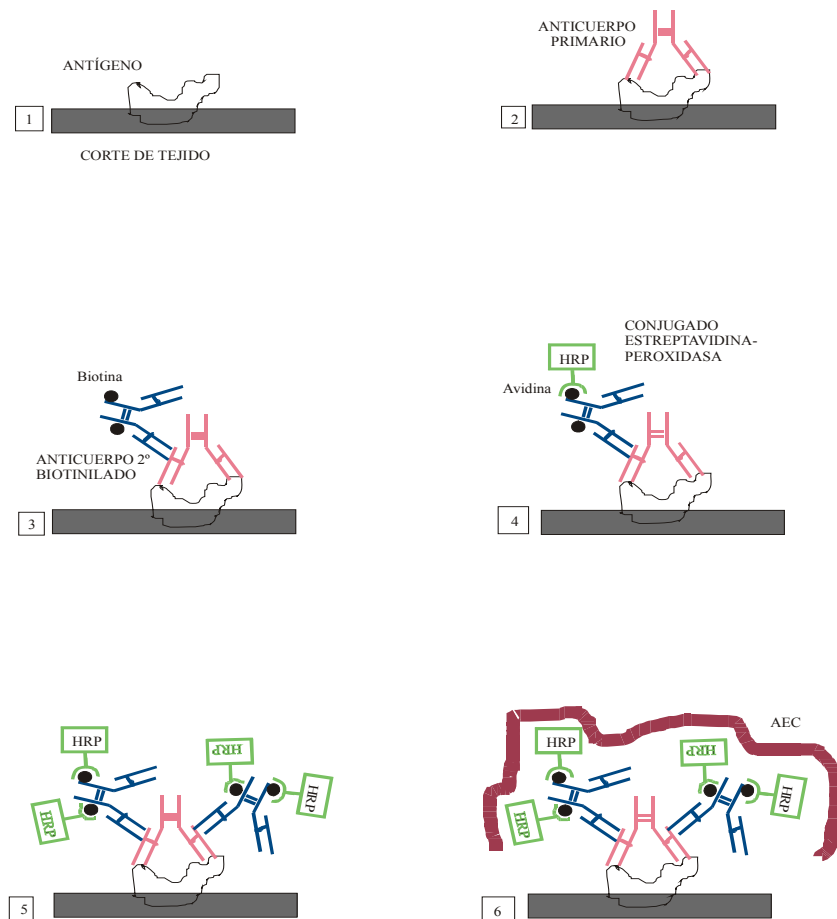 ANTÍGENO
1
CORTE DE TEJIDO
ANTICUERPO
PRIMARIO
2
Biotina
ANTICUERPO 2º
BIOTINILADO
3
CONJUGADO
ESTREPTAVIDINA-
PEROXIDASA
HRP
Avidina
4
HRP
HRP
HRP
HRP
5
AEC
HRP
HRP
HRP
HRP
6